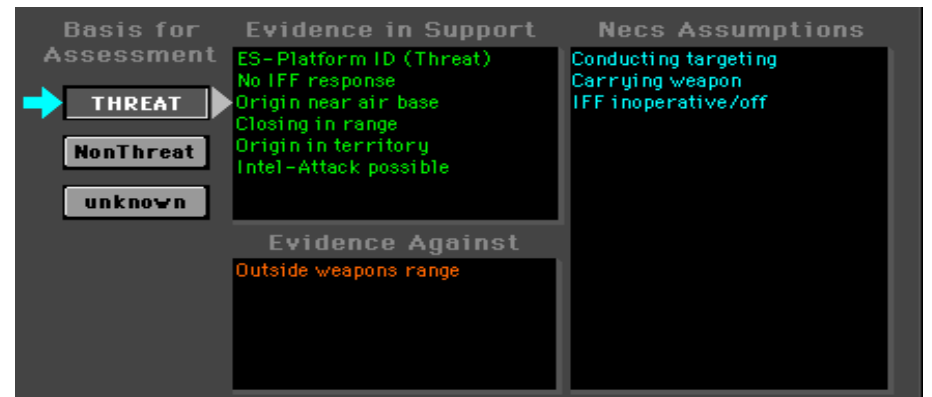 Basis for
Assessment
THREAT
NonThreat
unknown
Evidence in Support
ES-Platform ID (Threat)
No IFF response
Origin near air base
Closing in range
Origin in territory
Intel-Attack possible
Evidence Against
Outside weapons range
Necs Assumptions
Conducting targeting
Carrying weapon
IFF inoperative/off